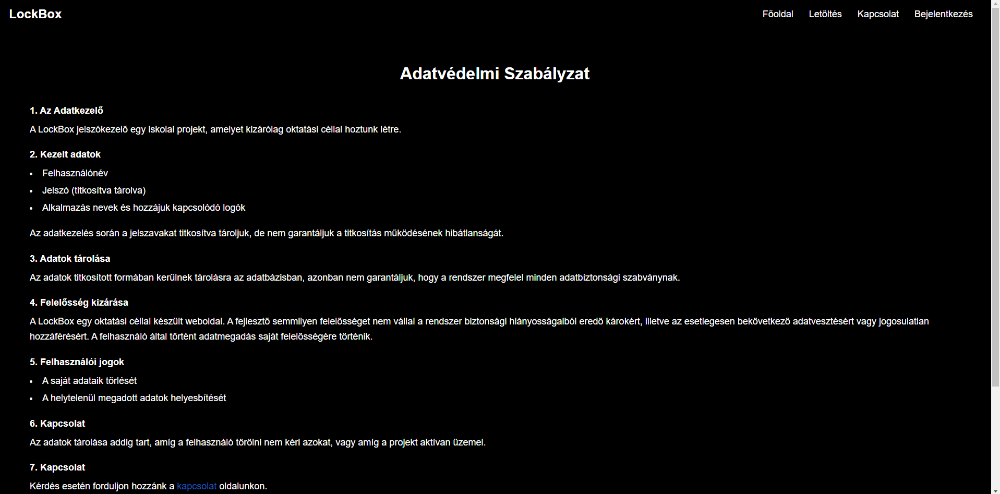 LockBox
Főoldal Letöltés Kapcsolat Bejelentkezés
Adatvédelmi Szabályzat
1. Az Adatkezelő
A LockBox jelszókezelő egy iskolai projekt, amelyet kizárólag oktatási céllal hoztunk létre.
2. Kezelt adatok
• Felhasználónév
• Jelszó (titkosítva tárolva)
• Alkalmazás nevek és hozzájuk kapcsolódó logók
Az adatkezelés során a jelszavakat titkosítva tároljuk, de nem garantáljuk a titkosítás működésének hibátlanságát.
3. Adatok tárolása
Az adatok titkosított formában kerülnek tárolásra az adatbázisban, azonban nem garantáljuk, hogy a rendszer megfelel minden adatbiztonsági szabványnak.
4. Felelősség kizárása
A LockBox egy oktatási céllal készült weboldal. A fejlesztő semmilyen felelősséget nem vállal a rendszer biztonsági hiányosságaiból eredő károkért, illetve az esetlegesen bekövetkező adatvesztésért vagy jogosulatlan
hozzáférésért. A felhasználó által történt adatmegadás saját felelősségére történik.
5. Felhasználói jogok
• A saját adataik törlését
• A helytelenül megadott adatok helyesbítését
6. Kapcsolat
Az adatok tárolása addig tart, amíg a felhasználó törölni nem kéri azokat, vagy amíg a projekt aktívan üzemel.
7. Kapcsolat
Kérdés esetén forduljon hozzánk a kapcsolat oldalunkon.